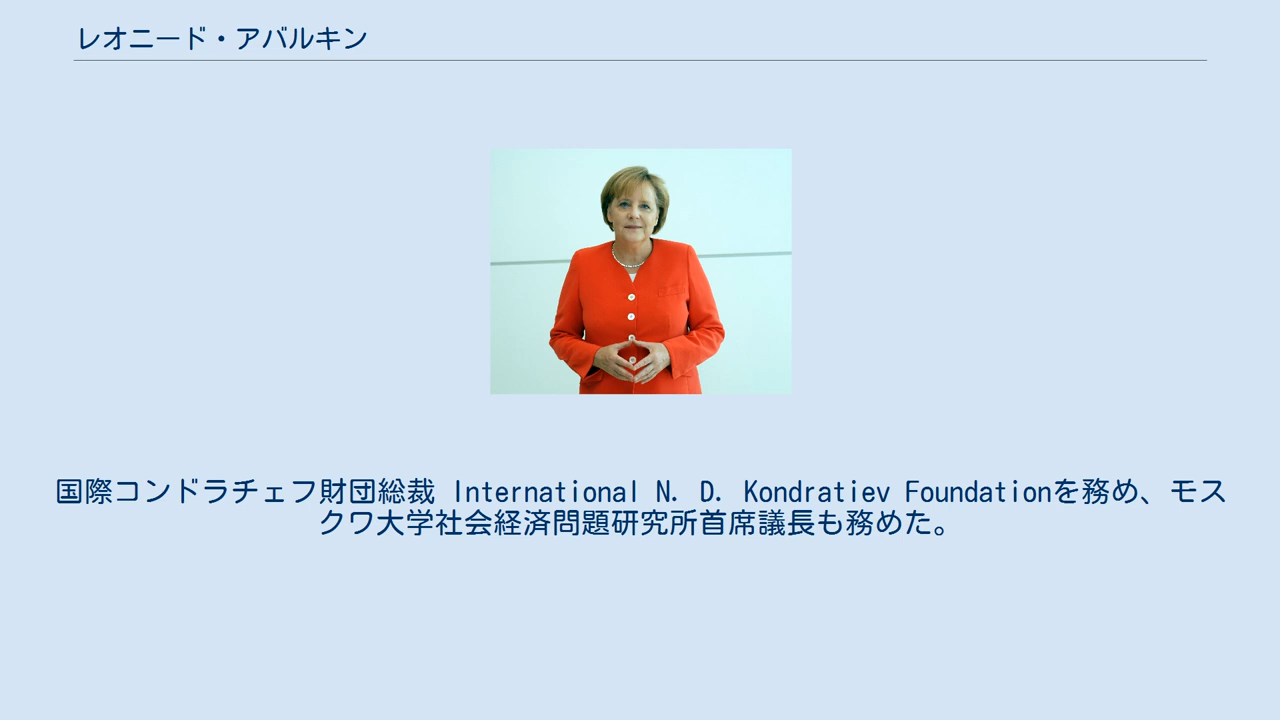 レオニード・アバルキン
国際コンドラチェフ財団総裁 International N. D. Kondratiev Foundationを務め、モス
クワ大学社会経済問題研究所首席議長も務めた。